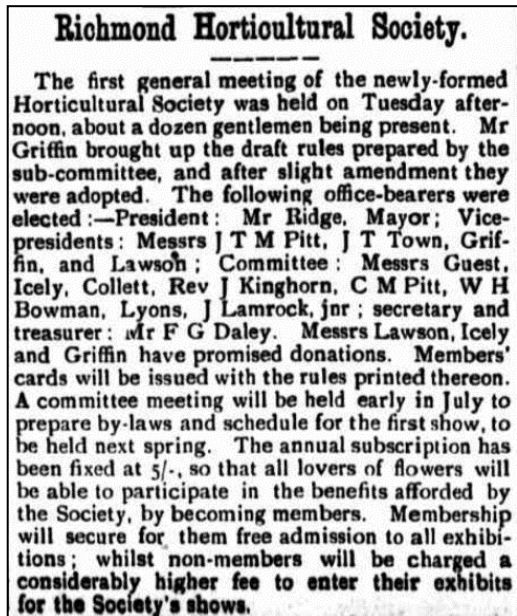 Richmond Horticultural Society.
The first general meeting of the newly-formed
Horticultural Society was held on Tuesday after-
noon, about a dozen gentlemen being present. Mr
Griffin brought up the draft rules prepared by the
sub-committee, and after slight amendment they
were adopted. The following office-bearers were
elected :—President : Mr Ridge, Mayor; Vice-
presidents : Messrs J T M Pitt, J T Town, Grif-
fin, and Lawson ; Committee : Messrs Guest,
Icely, Collett, Rev J Kinghorn, C M Pitt, W H
Bowman, Lyons, J Lamrock, jnr ; secretary and
treasurer : Mr F G Daley. Messrs Lawson, Icely
and Griffin have promised donations. Members'
cards will be issued with the rules printed thereon.
A committee meeting will be held early in July to
prepare by-laws and schedule for the first show, to
be held next spring. The annual subscription has
been fixed at 5/-, so that all lovers of flowers will
be able to participate in the benefits afforded by
the Society, by becoming members. Membership
will secure for them free admission to all exhibi-
tions ; whilst non-members will be charged a
considerably higher fee to enter their exhibits
for the Society's shows.